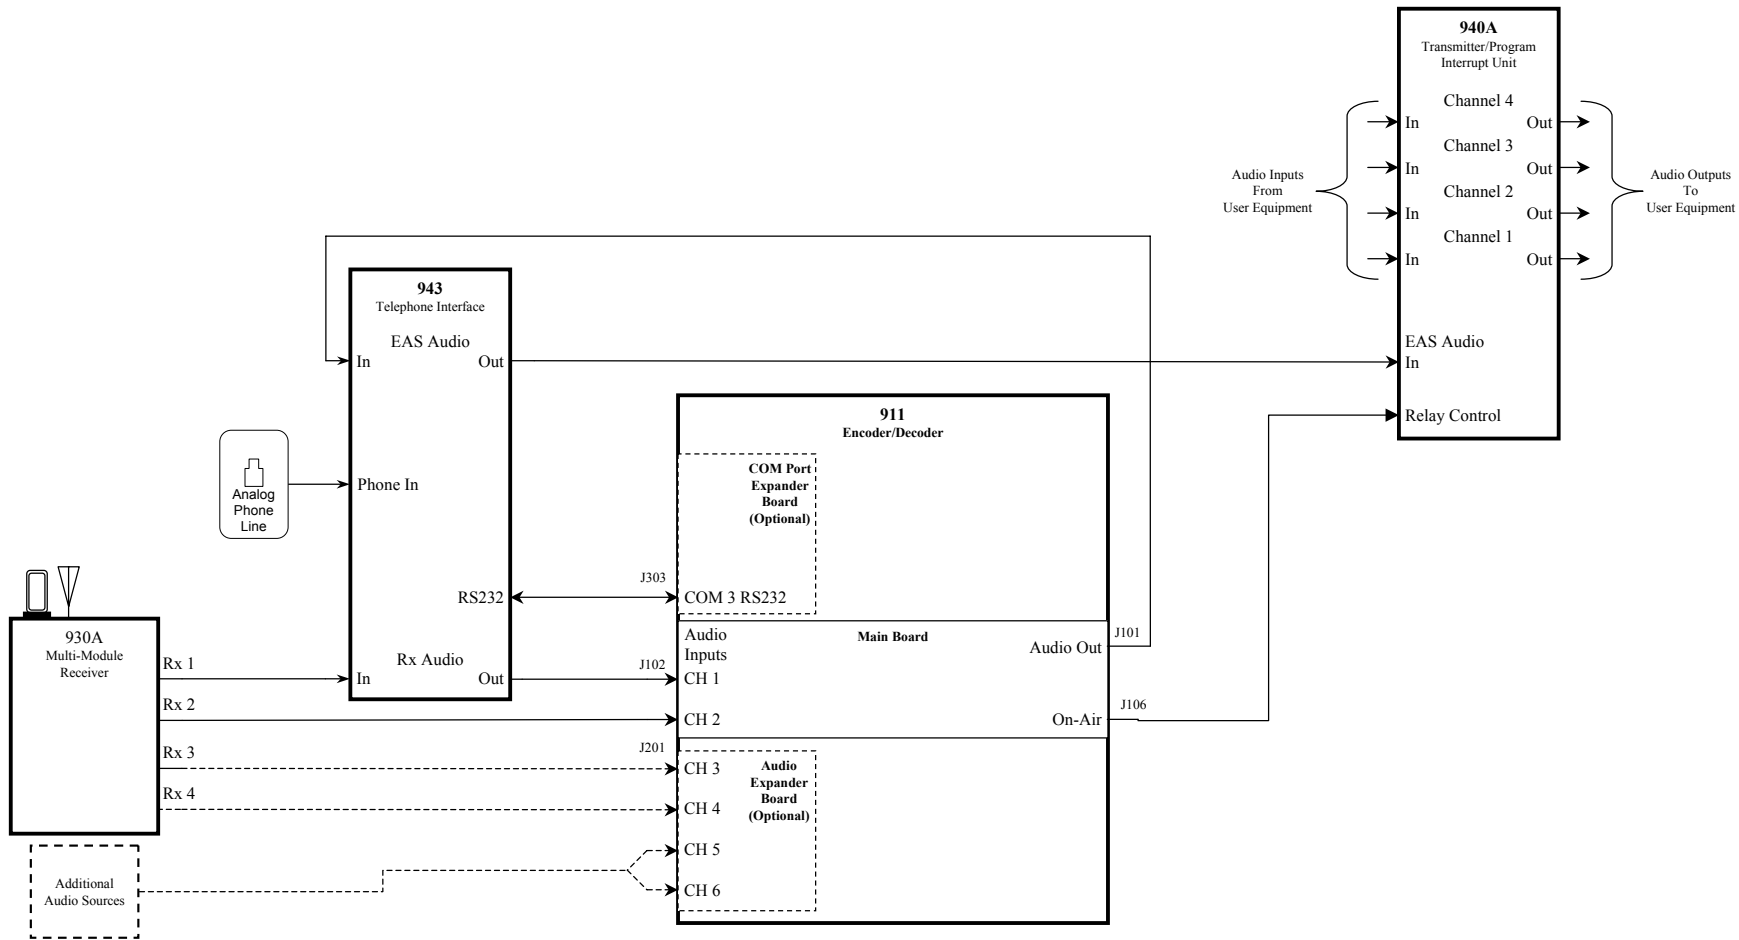 940A
Transmitter/Program
Interrupt Unit
Channel 4
In
Out
Channel 3
In
Out
Channel 2
In
Out
Channel 1
In
Out
Audio Inputs
From
User Equipment
Audio Outputs
To
User Equipment
EAS Audio
In
Relay Control
943
Telephone Interface
EAS Audio
In
Out
Phone In
RS232
Rx Audio
In
Out
Analog
Phone
Line
911
Encoder/Decoder
COM Port
Expander
Board
(Optional)
J303
COM 3 RS232
Audio
Inputs
Main Board
J101
Audio Out
J102
CH 1
CH 2
J106
On-Air
J201
CH 3
CH 4
CH 5
CH 6
Audio
Expander
Board
(Optional)
930A
Multi-Module
Receiver
Rx 1
Rx 2
Rx 3
Rx 4
Additional
Audio Sources